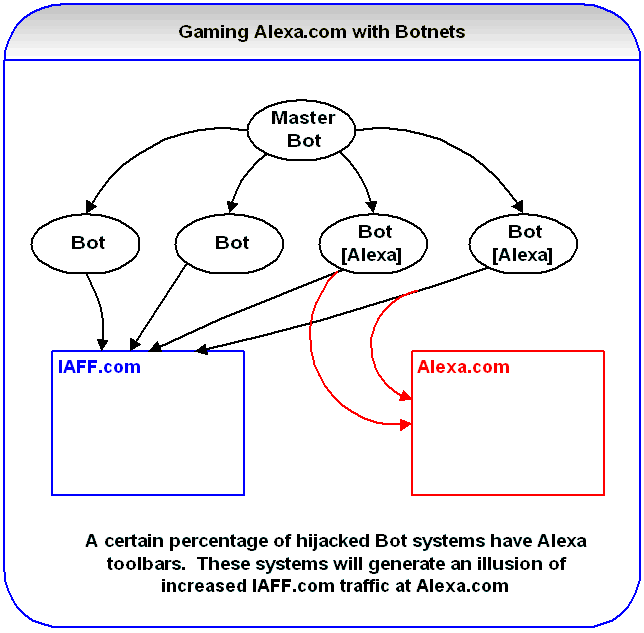 Gaming Alexa.com with Botnets
Master
Bot
Bot
Bot
Bot
[Alexa]
Bot
[Alexa]
IAFF.com
Alexa.com
A certain percentage of hijacked Bot systems have Alexa
toolbars. These systems will generate an illusion of
increased IAFF.com traffic at Alexa.com